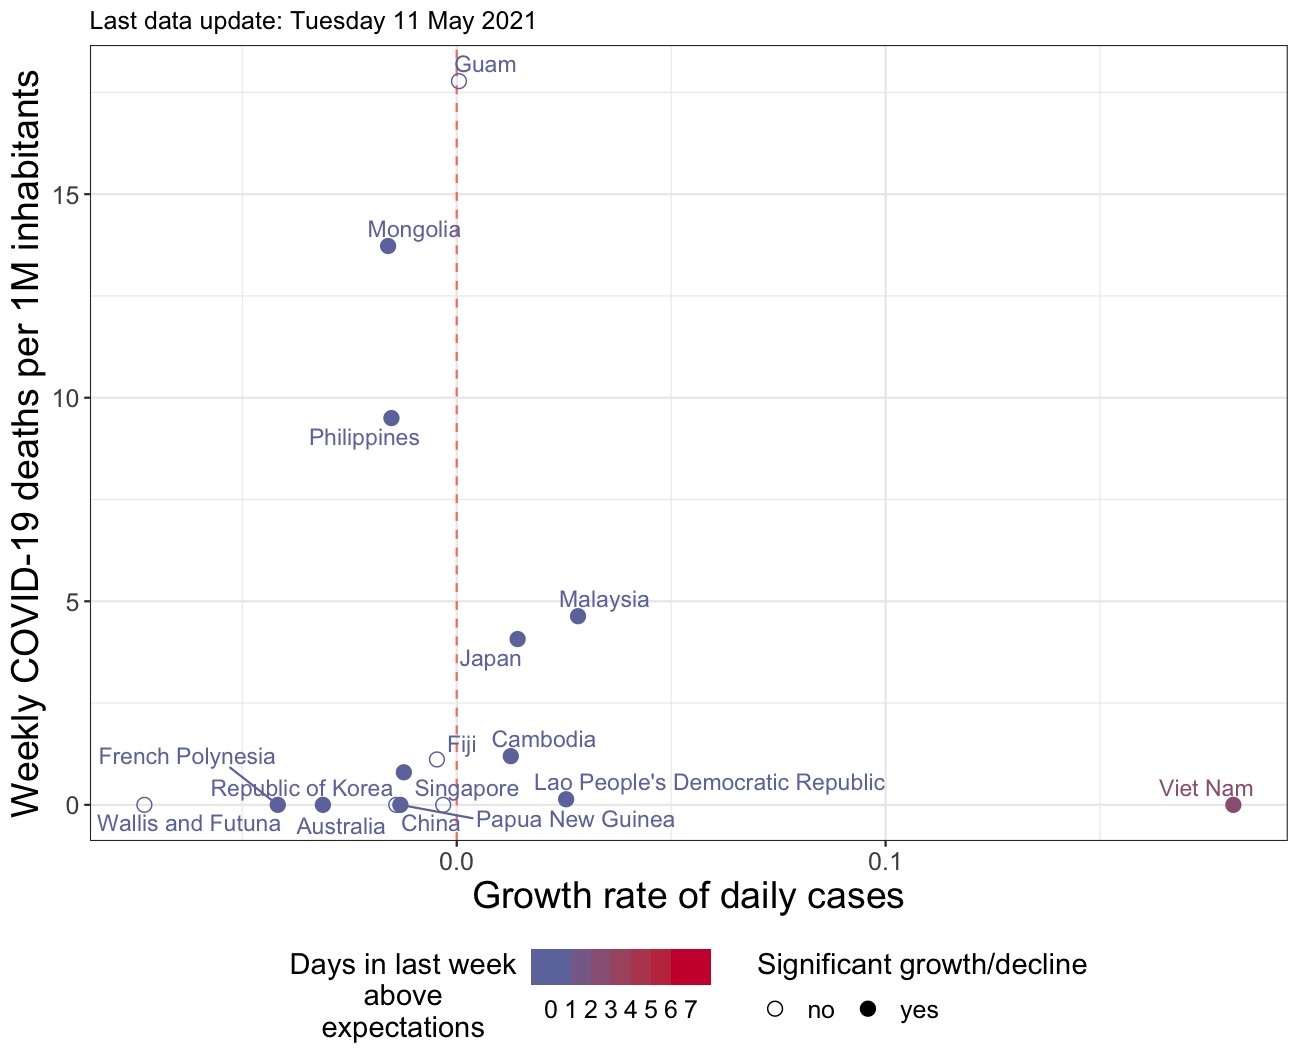 Last data update: Tuesday 11 May 2021
Weekly COVID-19 deaths per 1M inhabitants
15
10
5
0
Guam
Mongolia
Philippines
Malaysia
Japan
Fiji
Cambodia
French Polynesia
Republic of Korea
Singapore
Lao People's Democratic Republic
Viet Nam
Wallis and Futuna
Australia
China
Papua New Guinea
0.0
0.1
Growth rate of daily cases
Days in last week
above
expectations
0 1 2 3 4 5 6 7
Significant growth/decline
no
yes